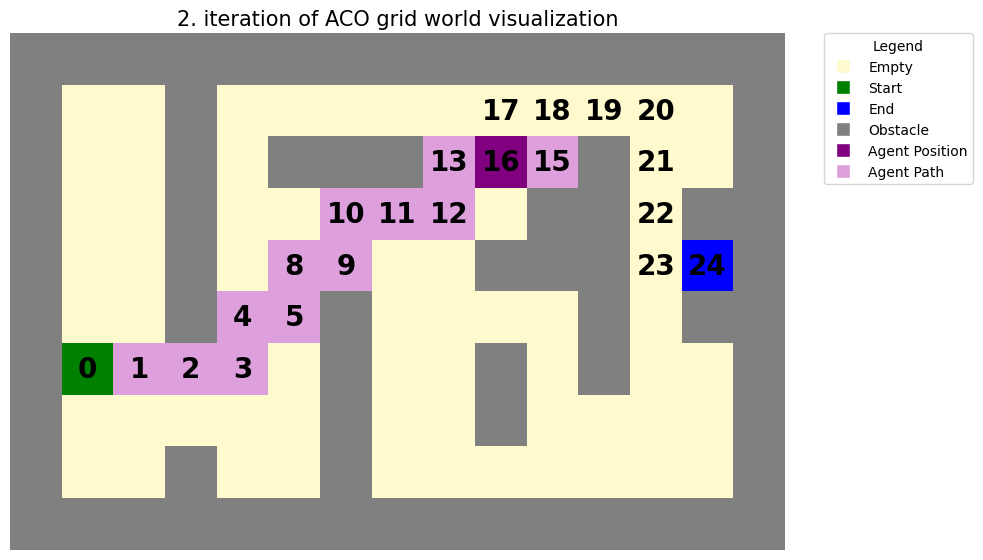 2. iteration of ACO grid world visualization
Legend
Empty
Start
End
Obstacle
Agent Position
Agent Path
17 18 19 20
13 16 15 21
10 11 12 22
8 9 23 24
4 5
0 1 2 3